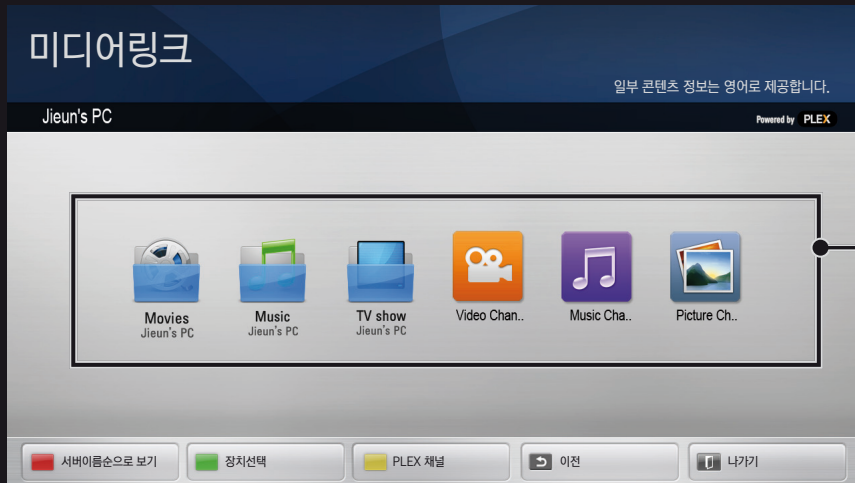 미디어링크
일부 콘텐츠 정보는 영어로 제공합니다.
Jieun's PC
Powered by PLEX
Movies
Jieun's PC
Music
Jieun's PC
TV show
Jieun's PC
Video Chan..
Music Cha..
Picture Ch..
서버이름순으로 보기
장치선택
PLEX 채널
이전
나가기